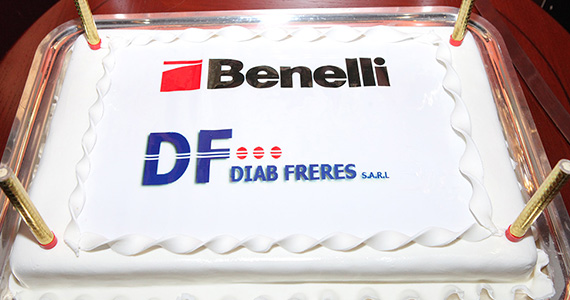 Benelli
DF DIAB FRERES S.A.R.L